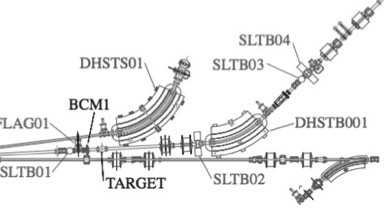 SLTB04
SLTB03
DHSTS01
BCM1
FLAG01
DHSTB001
SLTB01
TARGET
SLTB02